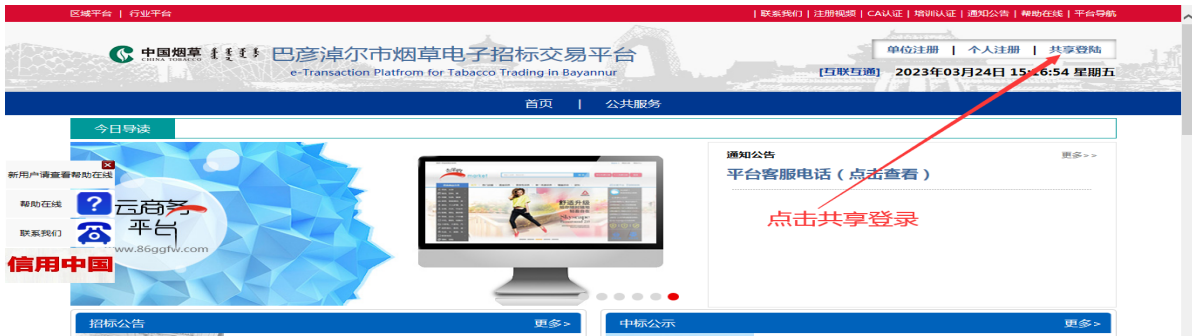 区域平台 | 行业平台
| 联系我们 | 注册视频 | CA认证 | 培训认证 | 通知公告 | 帮助在线 | 平台导航
中国烟草
CHINA TOBACCO
巴彦淖尔市烟草电子招标交易平台
e-Transaction Platfrom for Tabacco Trading in Bayannur
单位注册 | 个人注册 | 共享登陆
[互联互通] 2023年03月24日 15:26:54 星期五
首页 | 公共服务
今日导读
新用户请查看帮助在线
帮助在线
联系我们
信用中国
云商务
平台
www.86ggfw.com
舒适升级
通知公告
更多>>
平台客服电话（点击查看）
点击共享登录
招标公告
更多>
中标公示
更多>